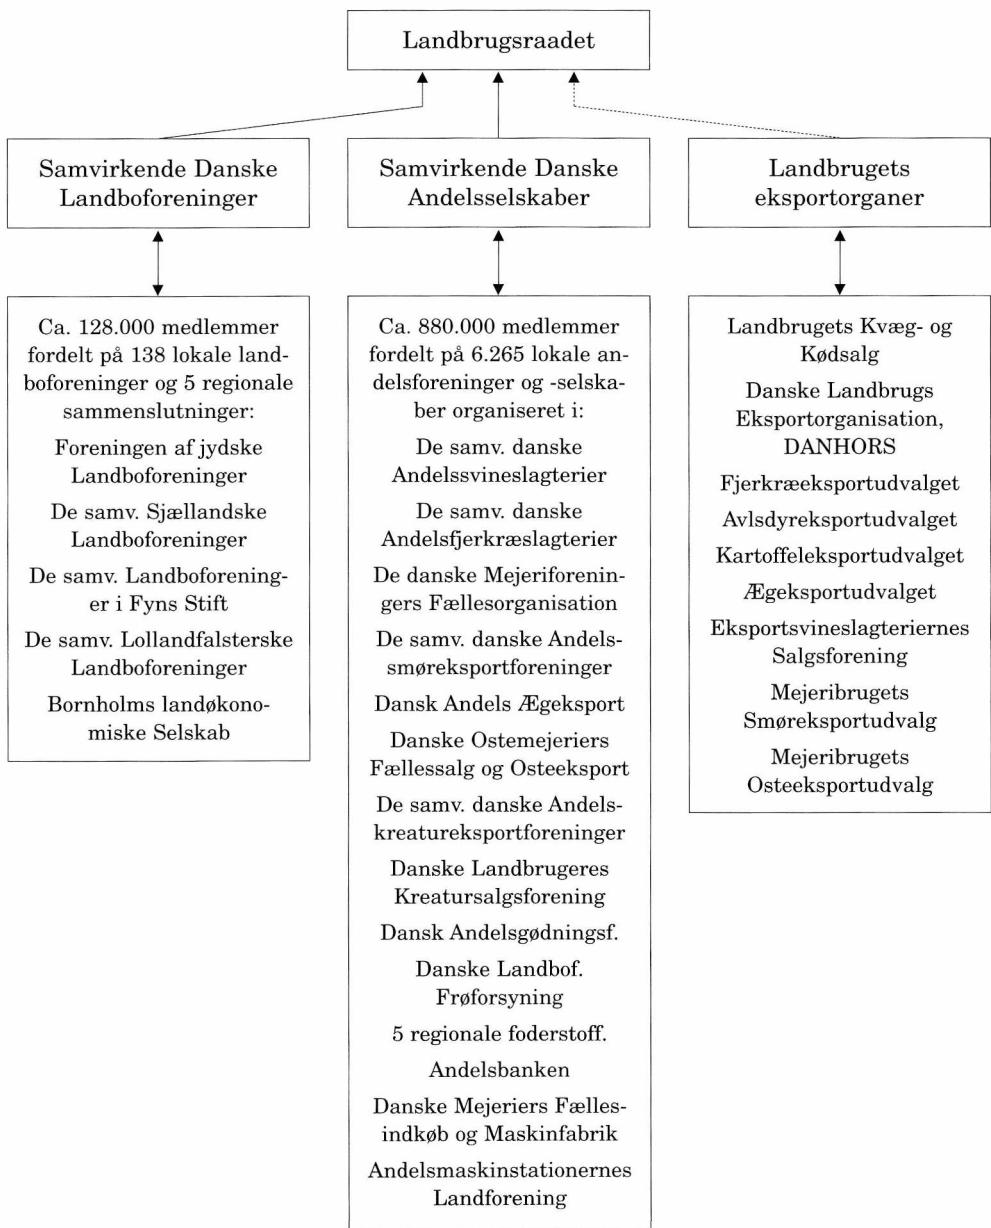 Landbrugsraadet
Samvirkende Danske
Landboforeninger
Samvirkende Danske
Andelsselskaber
Landbrugets
eksportorganer
Ca. 128.000 medlemmer
fordelt på 138 lokale land-
boforeninger og 5 regionale
sammenslutninger:
Foreningen af jydske
Landboforeninger
De samv. Sjællandske
Landboforeninger
De samv. Landboforening-
er i Fyns Stift
De samv. Lollandfalsterske
Landboforeninger
Bornholms landøkono-
miske Selskab
Ca. 880.000 medlemmer
fordelt på 6.265 lokale an-
delsforeninger og -selska-
ber organiseret i:
De samv. danske
Andelssvineslagterier
De samv. danske
Andelsfjerkræslagterier
De danske Mejeriforenin-
gers Fællesorganisation
De samv. danske Andels-
smøreksportforeninger
Dansk Andels Ægeksport
Danske Ostemejeriers
Fællessalg og Osteeksport
De samv. danske Andels-
kreatureksportforeninger
Danske Landbrugeres
Kreatursalgsforening
Dansk Andelsgødningsf.
Danske Landbof.
Frøforsyning
5 regionale foderstoff.
Andelsbanken
Danske Mejeriers Fælles-
indkøb og Maskinfabrik
Andelsmaskinstationernes
Landforening
Landbrugets Kvæg- og
Kødsalg
Danske Landbrugs
Eksportorganisation,
DANHORS
Fjerkræeksportudvalget
Avlsdyreksportudvalget
Kartoffeleksportudvalget
Ægeksportudvalget
Eksportsvineslagteriernes
Salgsforening
Mejeribrugets
Smøreksportudvalg
Mejeribrugets
Osteeksportudvalg